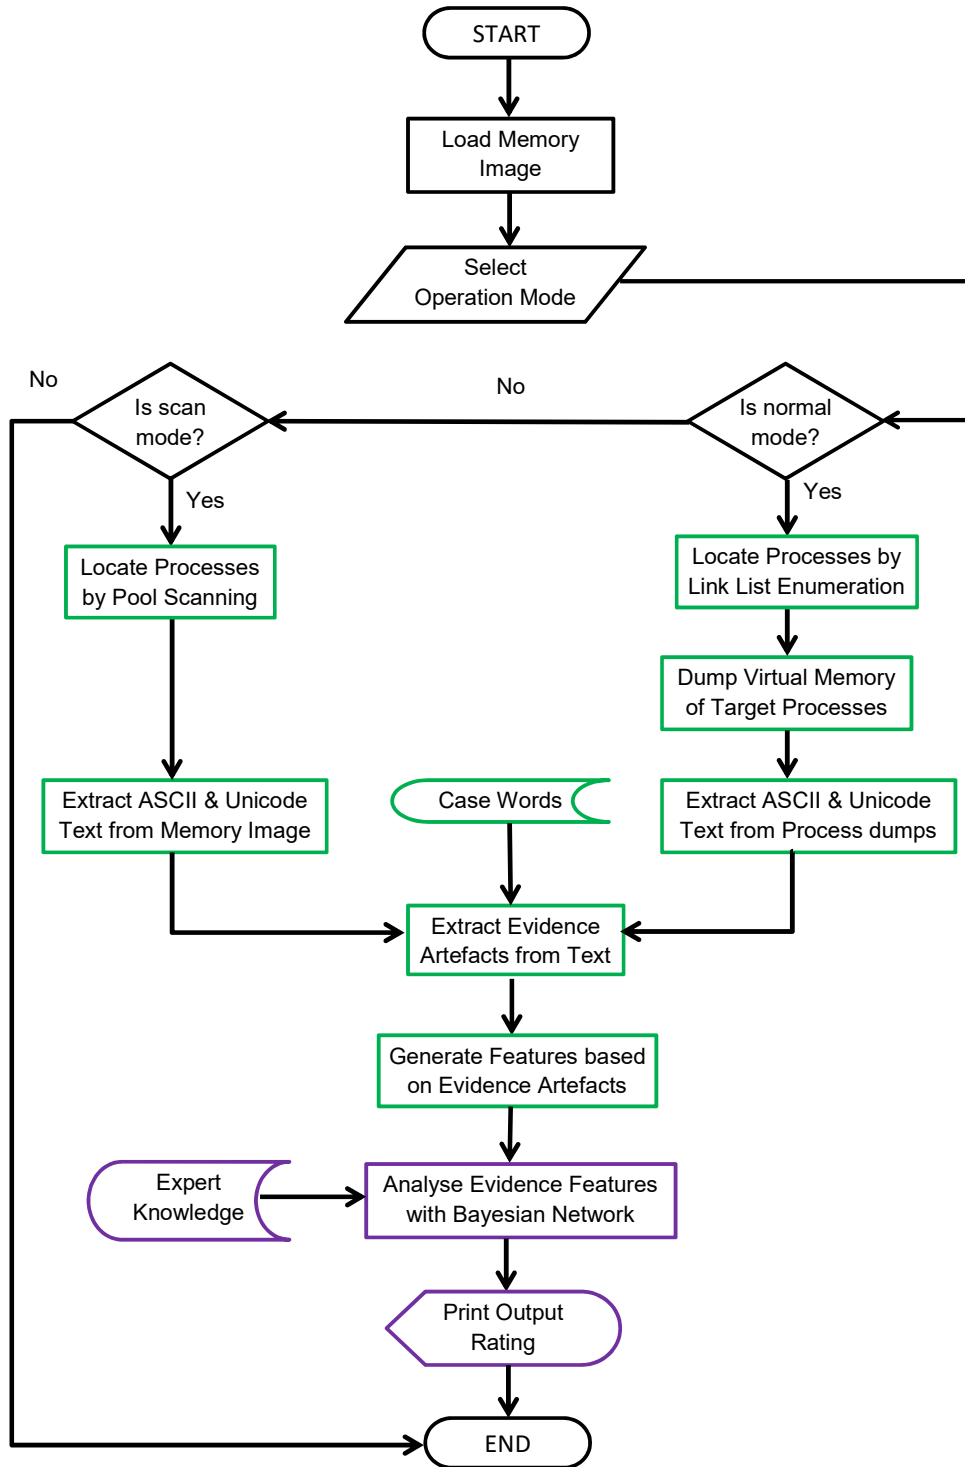 START
Load Memory
Image
Select
Operation Mode
No
Is scan
mode?
No
Is normal
mode?
Yes
Yes
Locate Processes
by Pool Scanning
Locate Processes by
Link List Enumeration
Dump Virtual Memory
of Target Processes
Extract ASCII & Unicode
Text from Memory Image
Case Words
Extract ASCII & Unicode
Text from Process dumps
Extract Evidence
Artefacts from Text
Generate Features based
on Evidence Artefacts
Expert
Knowledge
Analyse Evidence Features
with Bayesian Network
Print Output
Rating
END